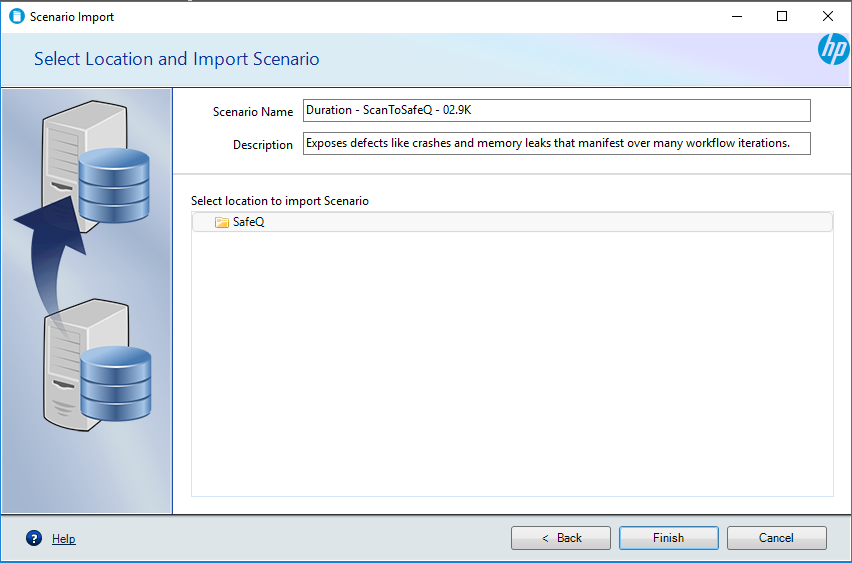 Scenario Import
Select Location and Import Scenario
hp
Scenario Name
Duration - ScanToSafeQ - 02.9K
Description
Exposes defects like crashes and memory leaks that manifest over many workflow iterations.
Select location to import Scenario
SafeQ
? Help
< Back
Finish
Cancel